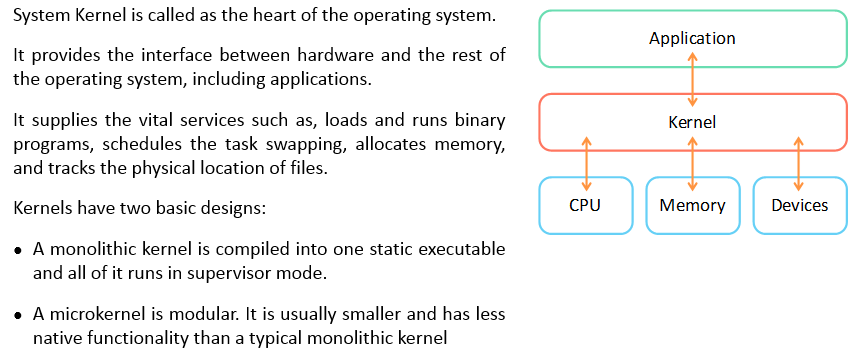 System Kernel is called as the heart of the operating system.
It provides the interface between hardware and the rest of
the operating system, including applications.
It supplies the vital services such as, loads and runs binary
programs, schedules the task swapping, allocates memory,
and tracks the physical location of files.
Kernels have two basic designs:
• A monolithic kernel is compiled into one static executable
and all of it runs in supervisor mode.
• A microkernel is modular. It is usually smaller and has less
native functionality than a typical monolithic kernel
Application
Kernel
CPU
Memory
Devices